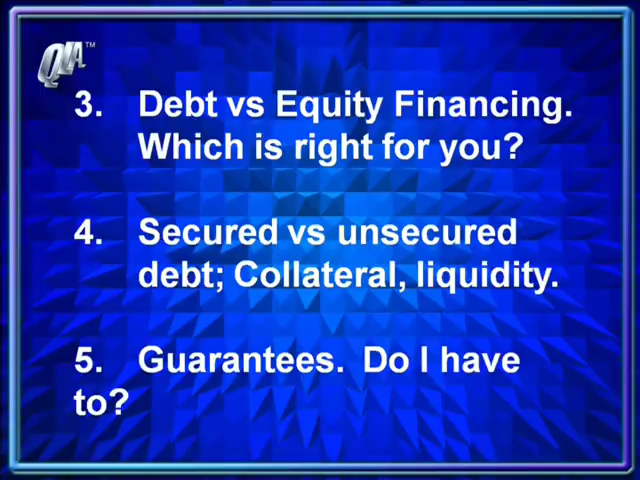 QIA™
3. Debt vs Equity Financing.
Which is right for you?
4. Secured vs unsecured
debt; Collateral, liquidity.
5. Guarantees. Do I have
to?